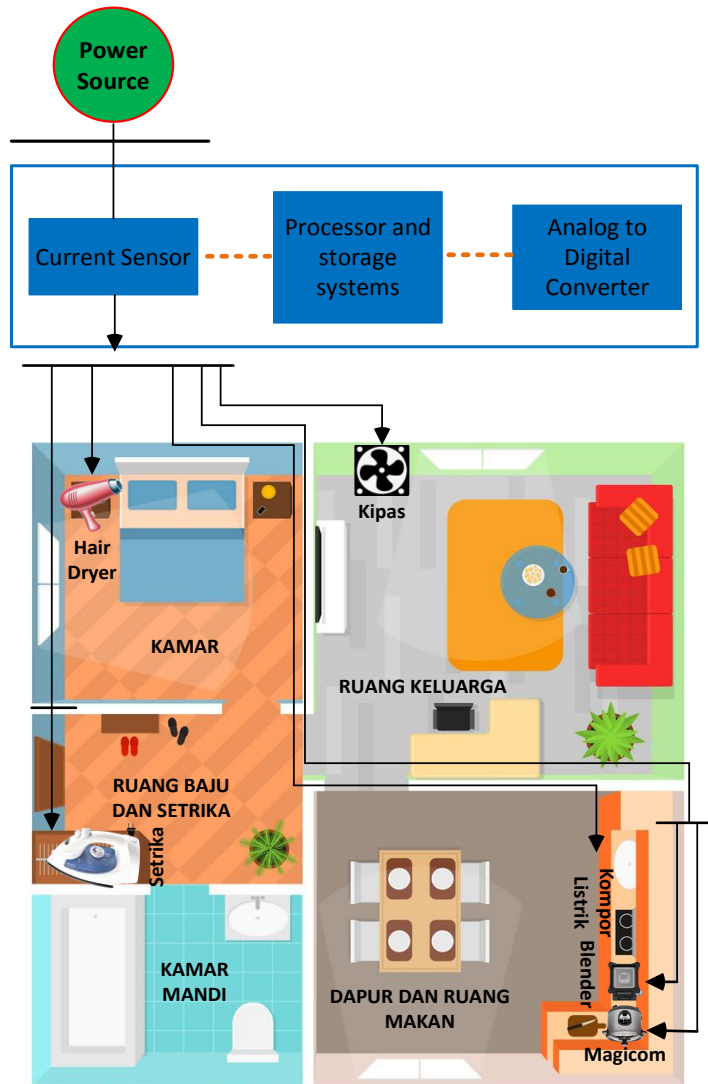 Power
Source
Current Sensor
Processor and
storage
systems
Analog to
Digital
Converter
Kipas
Hair
Dryer
KAMAR
RUANG KELUARGA
RUANG BAJU
DAN SETRIKA
Setrika
Kompor
Listrik
Blender
KAMAR
MANDI
DAPUR DAN RUANG
MAKAN
Magicom